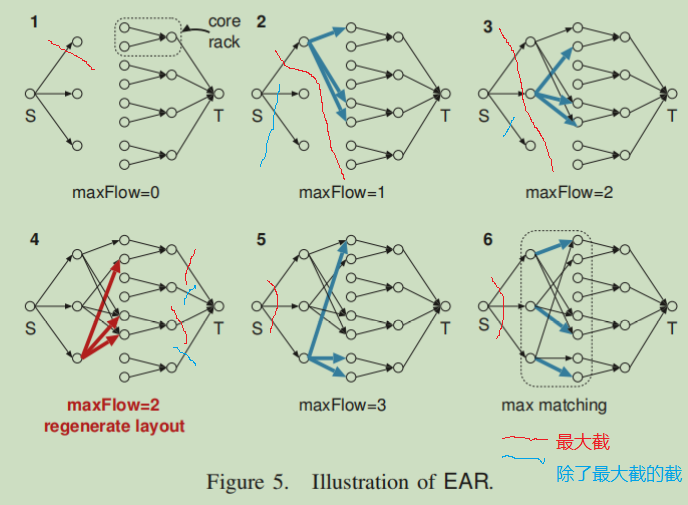 1
core
rack
S
T
maxFlow=0
2
S
T
maxFlow=1
3
S
T
maxFlow=2
4
S
T
maxFlow=2
regenerate layout
5
S
T
maxFlow=3
6
S
T
max matching
最大截
除了最大截的截
Figure 5. Illustration of EAR.